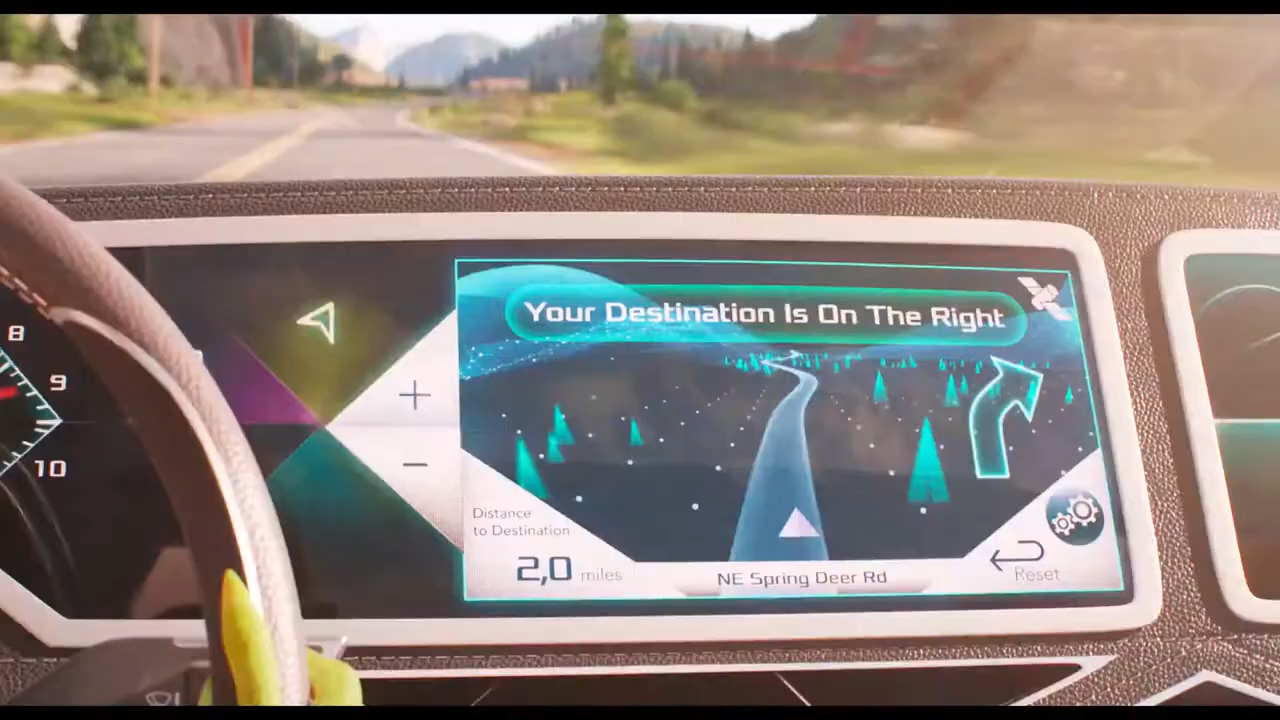 Your Destination Is On The Right
8
9
10
+
−
Distance
to Destination
2,0 miles
NE Spring Deer Rd
Reset